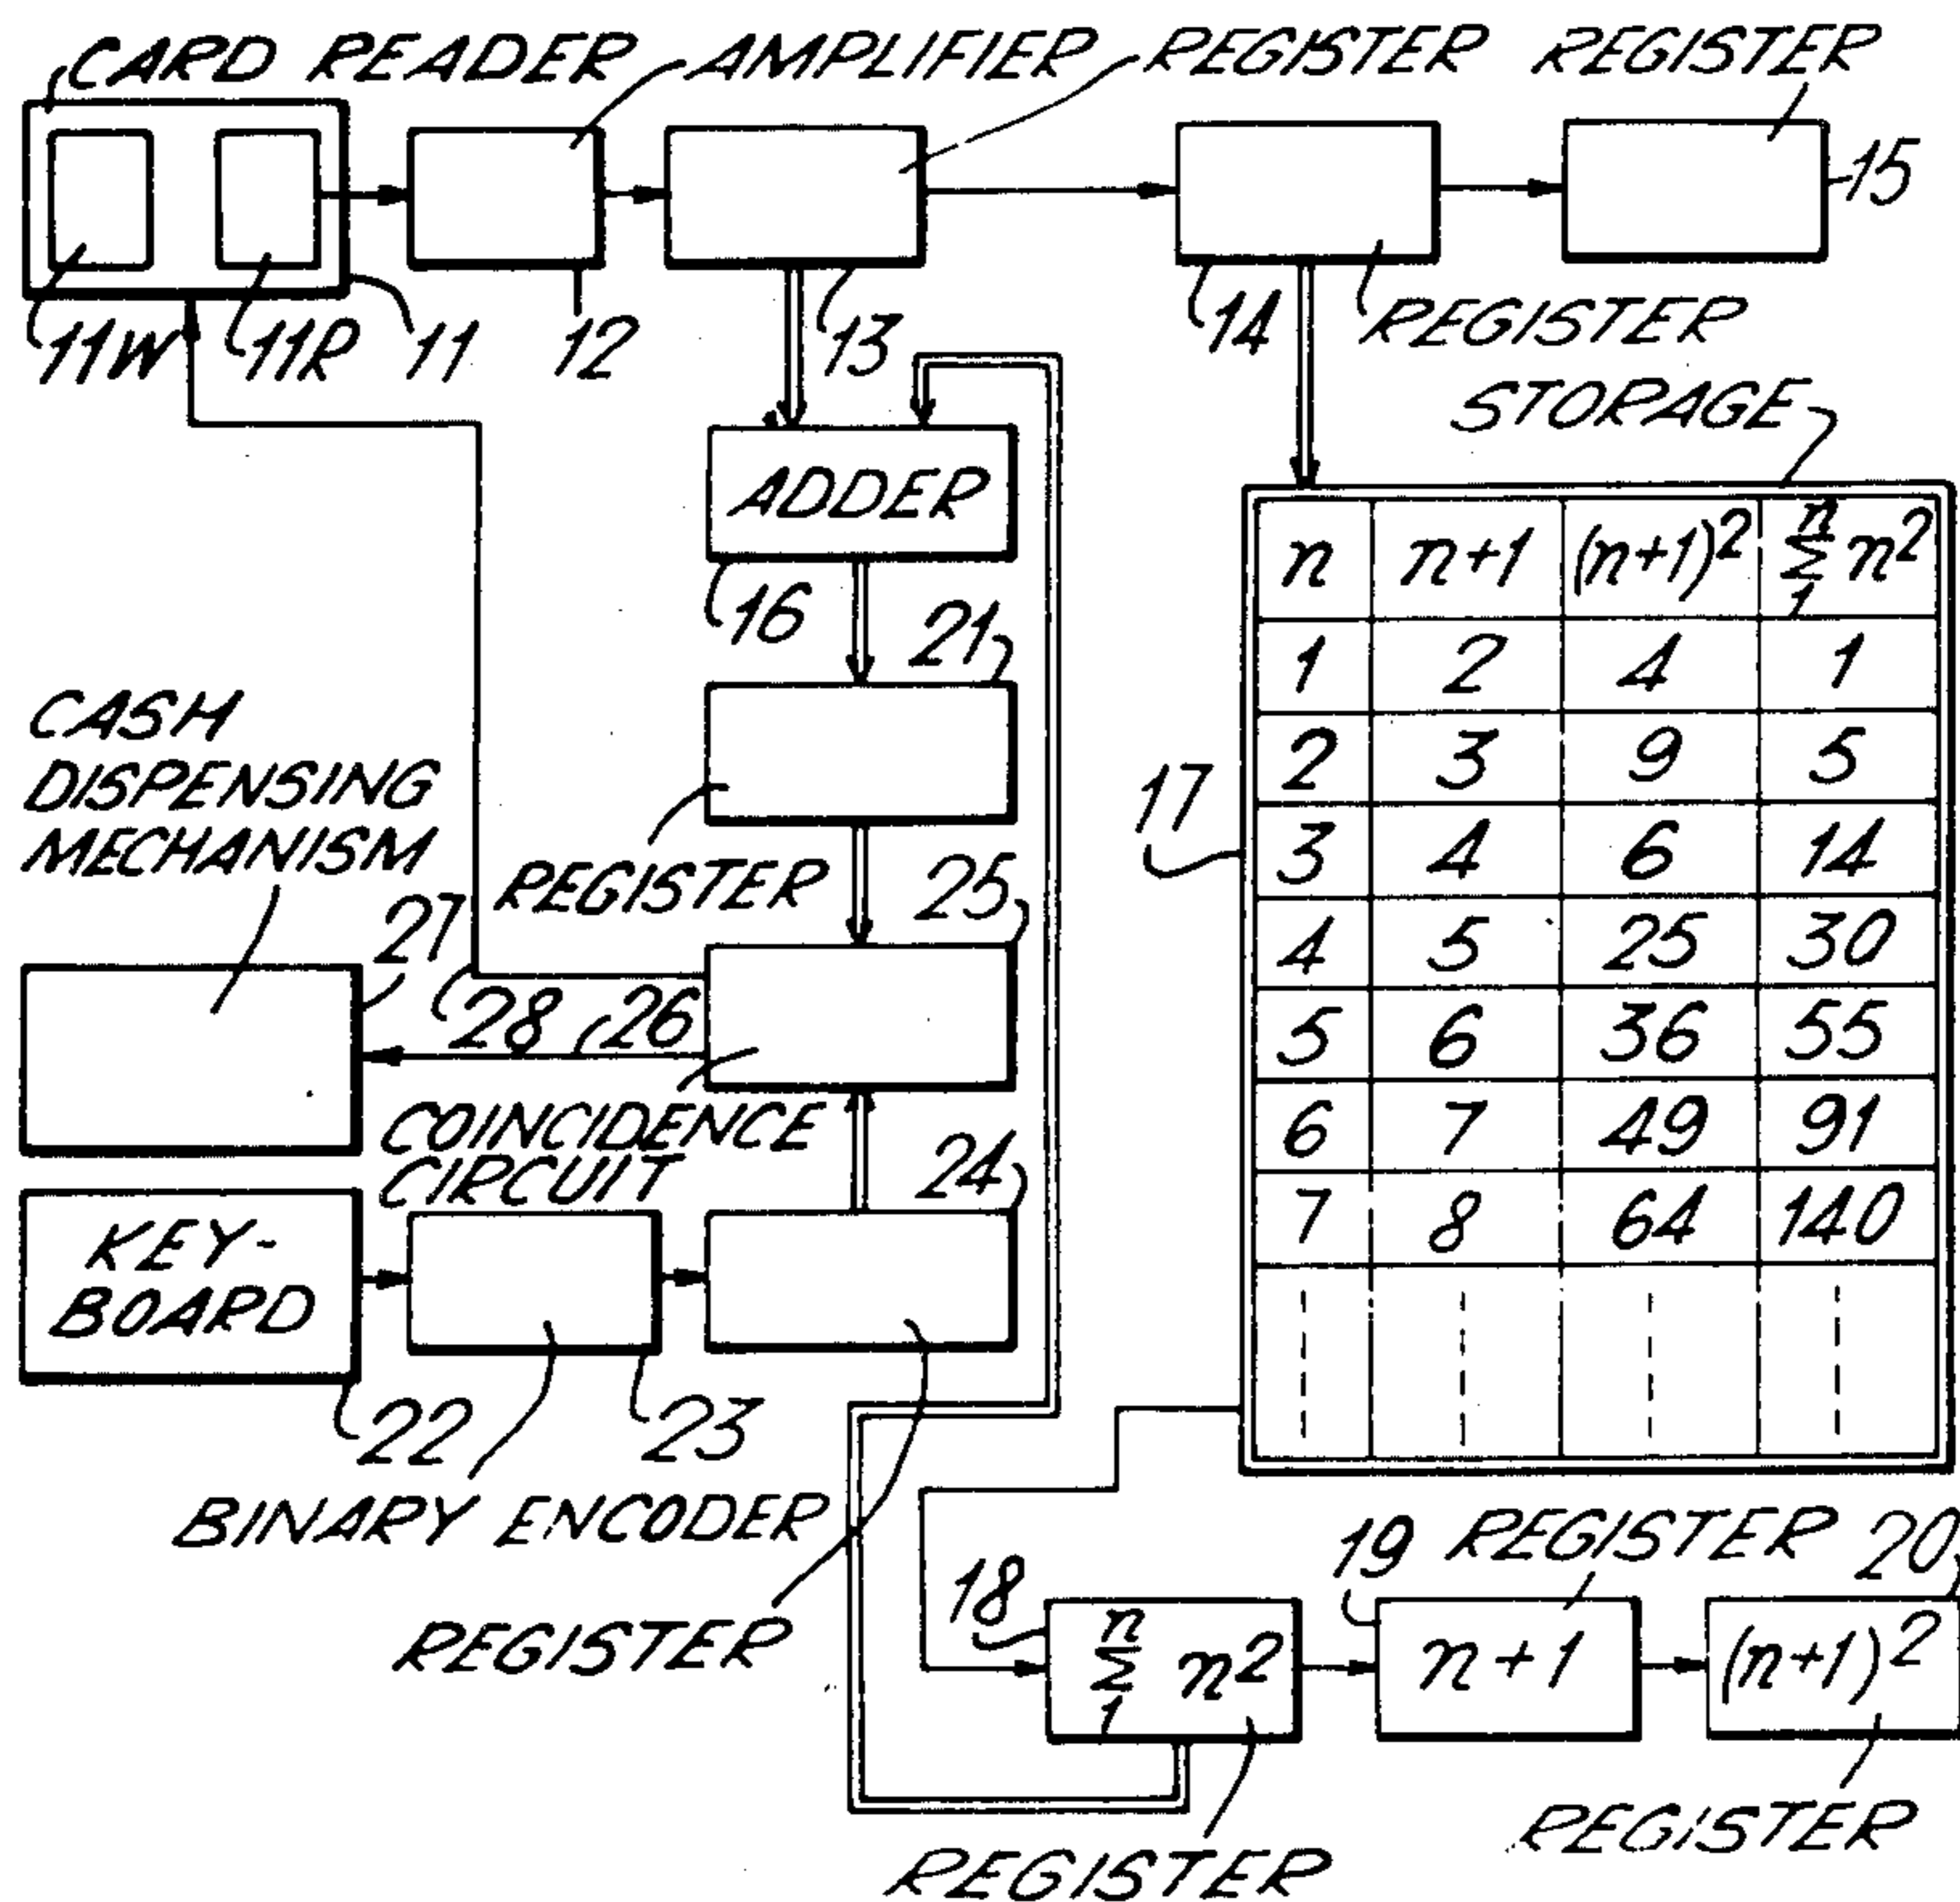 CARD READER AMPLIFIER REGISTER REGISTER
15
11W 11R 11 12 13 14 REGISTER
STORAGE
ADDER
16 21
n n+1 (n+1)2 n Σ 1 n2
1 2 4 1
2 3 9 5
3 4 6 14
4 5 25 30
5 6 36 55
6 7 49 91
7 8 64 140
17
CASH
DISPENSING
MECHANISM
REGISTER 25
27
28 26
COINCIDENCE
CIRCUIT 24
KEY-
BOARD
22 23
BINARY ENCODER
REGISTER
18 19 REGISTER 20
n Σ 1 n2 n+1 (n+1)2
REGISTER
REGISTER